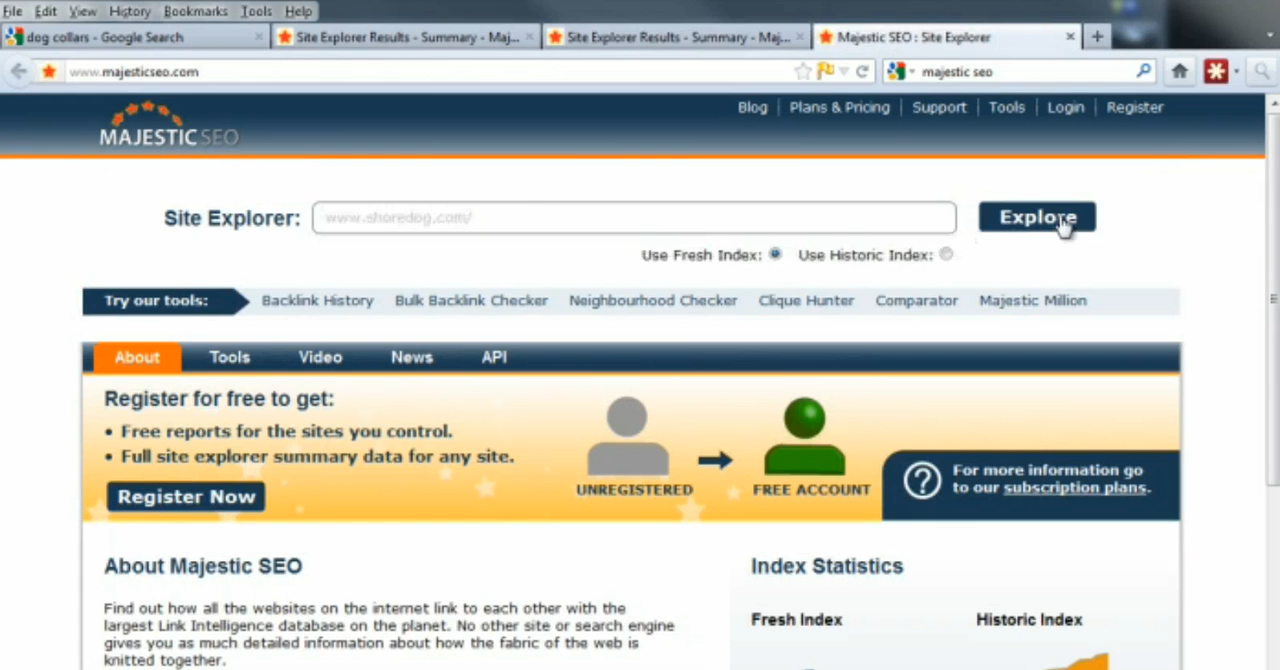 File Edit View History Bookmarks Tools Help
dog collars - Google Search
Site Explorer Results - Summary - Maj...
Site Explorer Results - Summary - Maj...
Majestic SEO : Site Explorer
www.majesticseo.com
majestic seo
MAJESTIC SEO
Blog Plans & Pricing Support Tools Login Register
Site Explorer: www.shoredog.com/ Explore
Use Fresh Index: Use Historic Index:
Try our tools: Backlink History Bulk Backlink Checker Neighbourhood Checker Clique Hunter Comparator Majestic Million
About Tools Video News API
Register for free to get:
• Free reports for the sites you control.
• Full site explorer summary data for any site.
Register Now
UNREGISTERED
FREE ACCOUNT
For more information go
to our subscription plans.
About Majestic SEO
Find out how all the websites on the internet link to each other with the
largest Link Intelligence database on the planet. No other site or search engine
gives you as much detailed information about how the fabric of the web is
knitted together.
Index Statistics
Fresh Index Historic Index